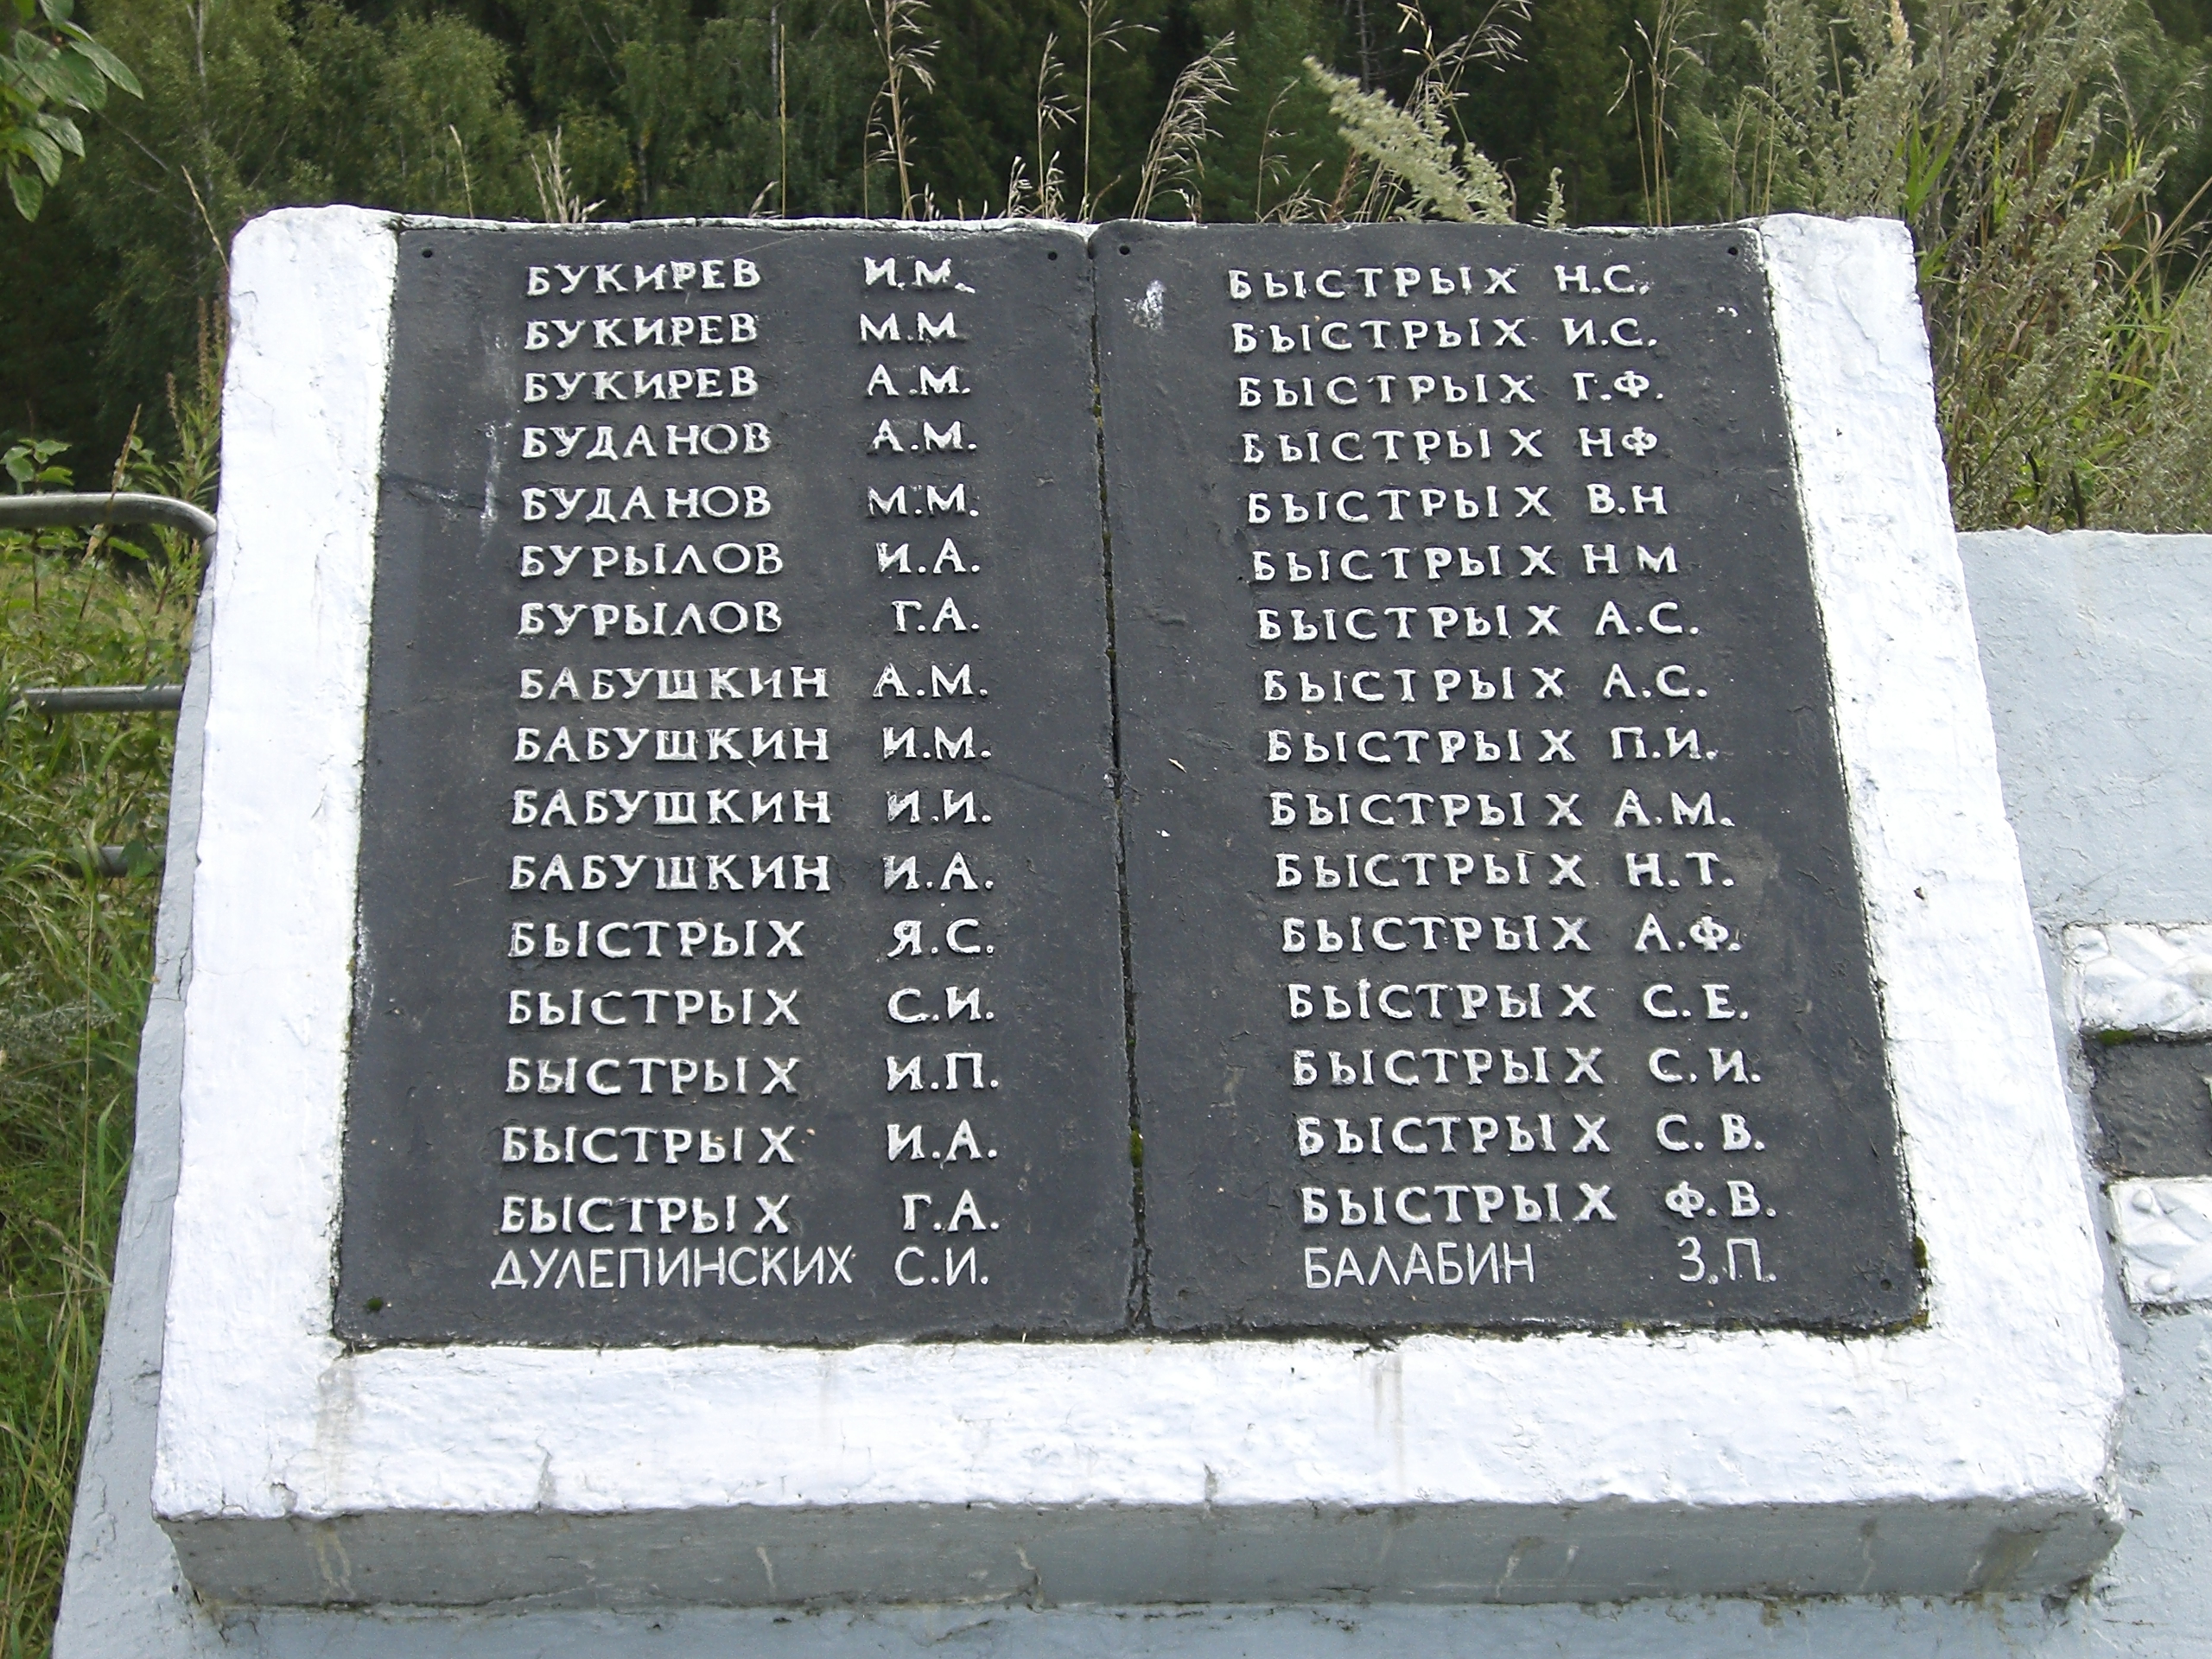 БУКИРЕВ И.М.
БУКИРЕВ М.М
БУКИРЕВ А.М.
БУДАНОВ А.М.
БУДАНОВ М.М.
БУРЫЛОВ И.А.
БУРЫЛОВ Г.А.
БАБУШКИН А.М.
БАБУШКИН И.М.
БАБУШКИН И.И.
БАБУШКИН И.А.
БЫСТРЫХ Я.С.
БЫСТРЫХ С.И.
БЫСТРЫХ И.П.
БЫСТРЫХ И.А.
БЫСТРЫХ Г.А.
ДУЛЕПИНСКИХ С.И.
БЫСТРЫХ Н.С.
БЫСТРЫХ И.С.
БЫСТРЫХ Г.Ф.
БЫСТРЫХ НФ
БЫСТРЫХ В.Н
БЫСТРЫХ Н М
БЫСТРЫХ А.С.
БЫСТРЫХ А.С.
БЫСТРЫХ П.И.
БЫСТРЫХ А.М.
БЫСТРЫХ Н.Т.
БЫСТРЫХ А.Ф.
БЫСТРЫХ С.Е.
БЫСТРЫХ С.И.
БЫСТРЫХ С.В.
БЫСТРЫХ Ф.В.
БАЛАБИН З.П.